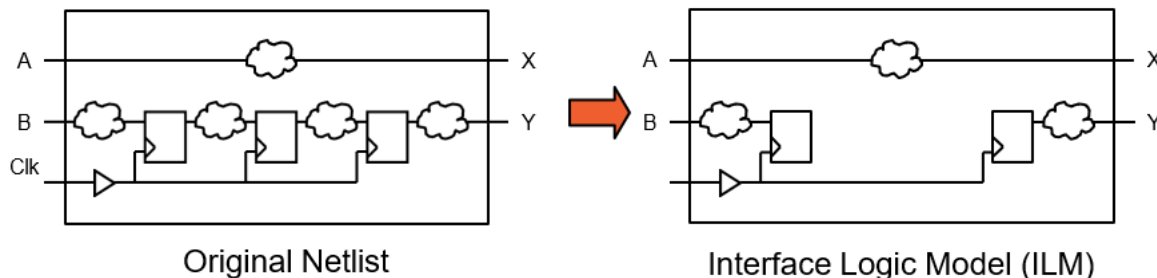 A
X
B
Y
Clk
Original Netlist
A
X
B
Y
Interface Logic Model (ILM)